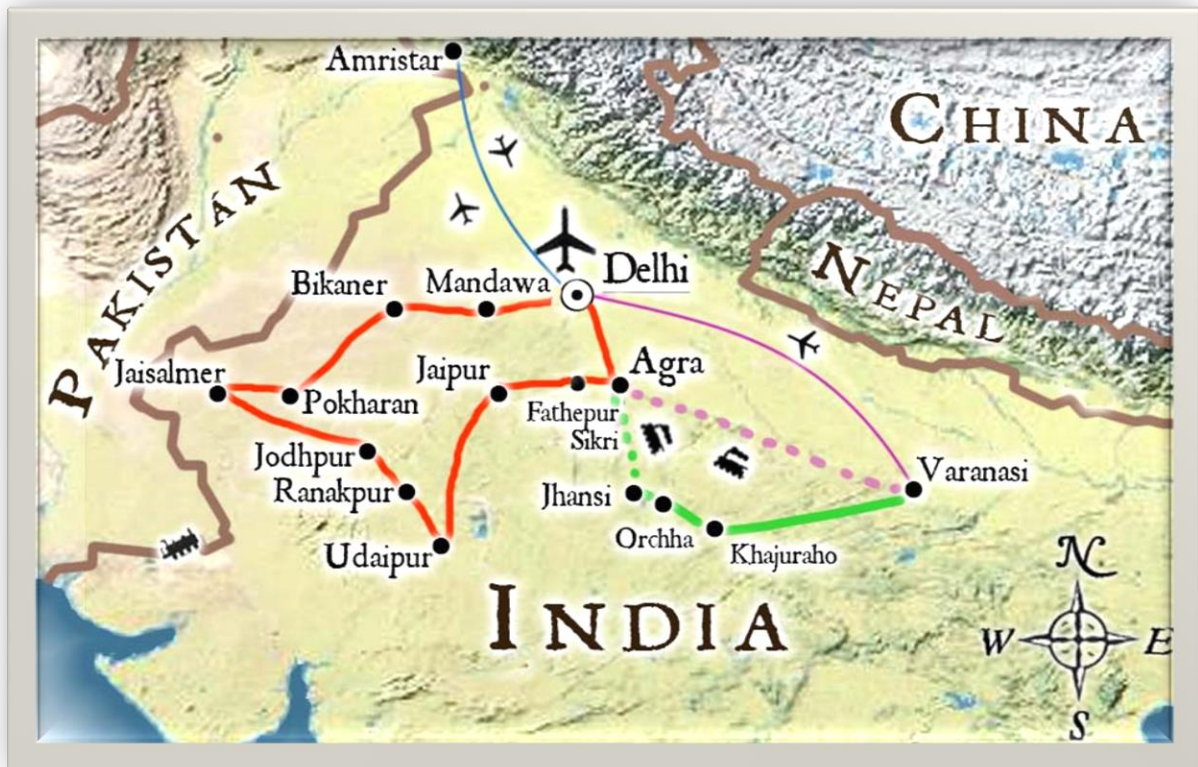 Amristar
CHINA
PAKISTÁN
Delhi
NEPAL
Bikaner
Mandawa
Jaisalmer
Pokharan
Jaipur
Agra
Fathepur
Sikri
Jodhpur
Ranakpur
Udaipur
Jhansi
Orchha
Khajuraho
Varanasi
INDIA
N
W
E
S